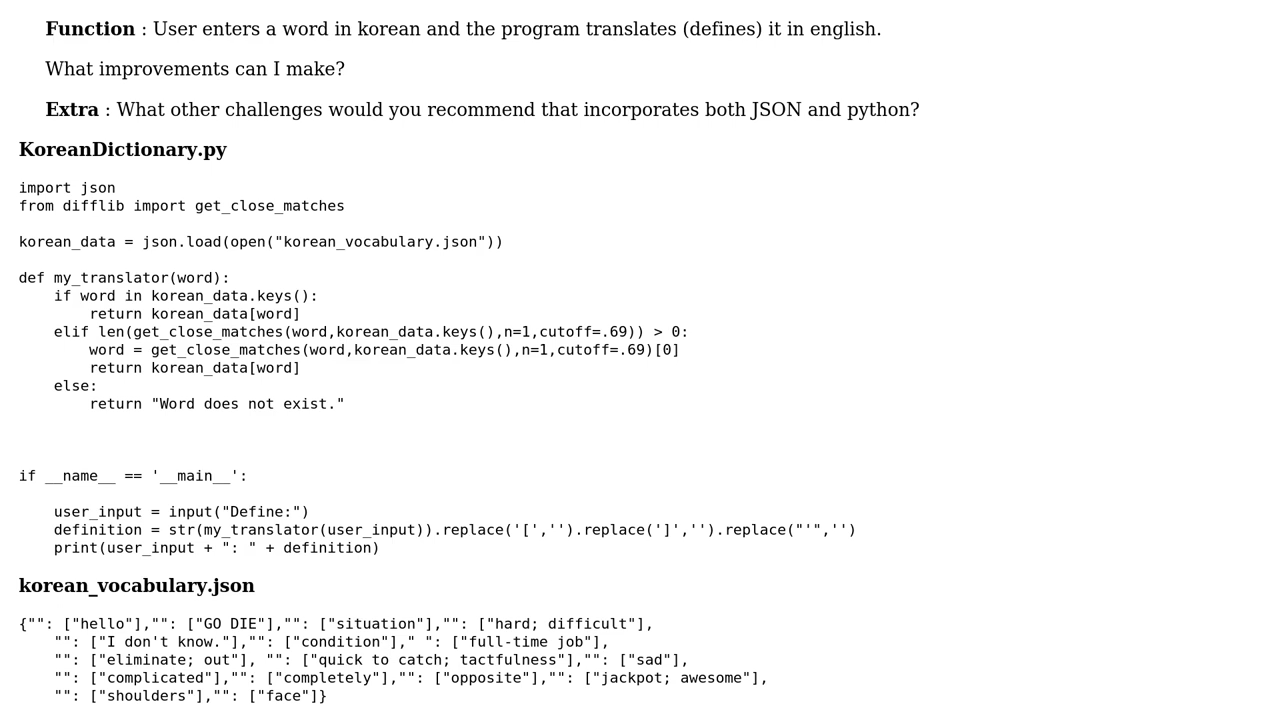 Function : User enters a word in korean and the program translates (defines) it in english.
What improvements can I make?
Extra : What other challenges would you recommend that incorporates both JSON and python?
KoreanDictionary.py
import json
from difflib import get_close_matches
korean_data = json.load(open("korean_vocabulary.json"))
def my_translator(word):
    if word in korean_data.keys():
        return korean_data[word]
    elif len(get_close_matches(word,korean_data.keys(),n=1,cutoff=.69)) > 0:
        word = get_close_matches(word,korean_data.keys(),n=1,cutoff=.69)[0]
        return korean_data[word]
    else:
        return "Word does not exist."
if __name__ == '__main__':
    user_input = input("Define:")
    definition = str(my_translator(user_input)).replace('[','').replace(']','').replace("'",'')
    print(user_input + ": " + definition)
korean_vocabulary.json
{"": ["hello"],"": ["GO DIE"],"": ["situation"],"": ["hard; difficult"],
    "": ["I don't know."],"": ["condition"]," ": ["full-time job"],
    "": ["eliminate; out"], "": ["quick to catch; tactfulness"],"": ["sad"],
    "": ["complicated"],"": ["completely"],"": ["opposite"],"": ["jackpot; awesome"],
    "": ["shoulders"],"": ["face"]}